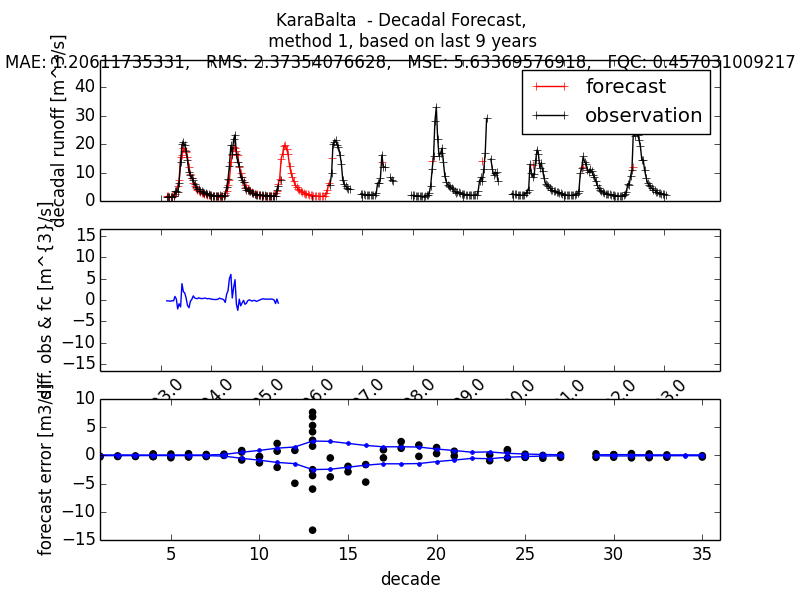 KaraBalta - Decadal Forecast,
method 1, based on last 9 years
RMS: 2.37354076628, MSE: 5.63369576918, FQC: 0.457031009217
decadal runoff [m^3/s]
40
30
20
10
0
forecast
observation
diff. obs & fc [m^{3}/s]
15
10
5
0
−5
−10
−15
forecast error [m3/s]
10
5
0
−5
−10
−15
5 10 15 20 25 30 35
decade